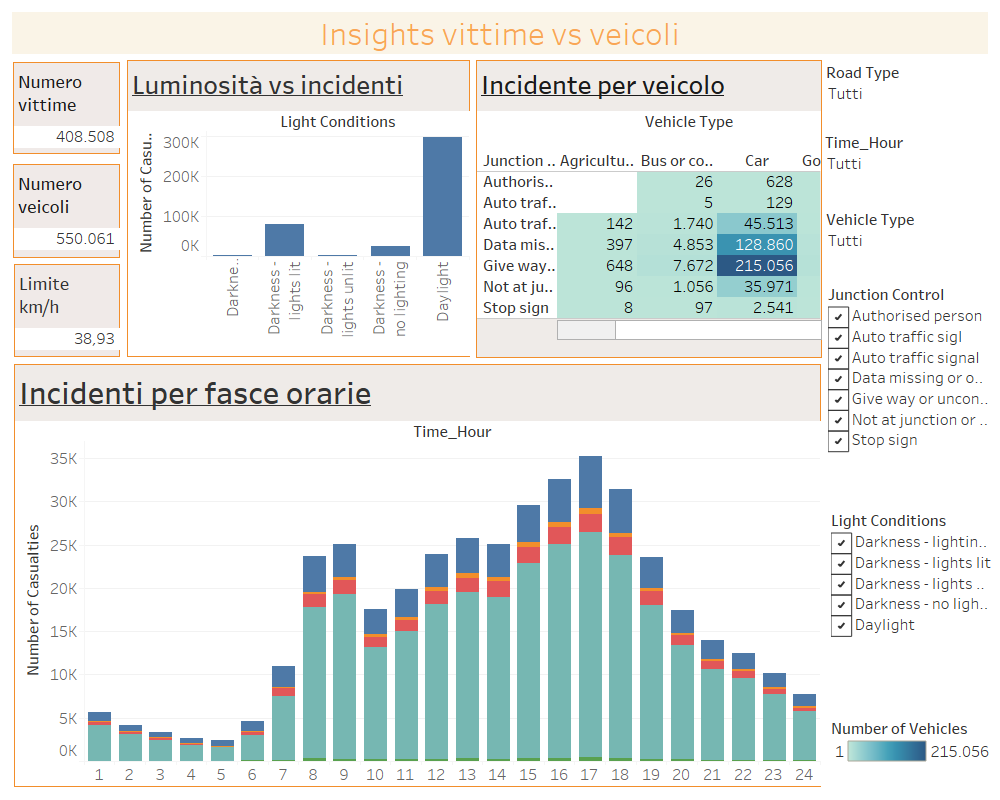 Insights vittime vs veicoli
Numero
vittime
408.508
Numero
veicoli
550.061
Limite
km/h
38,93
Luminosità vs incidenti
Light Conditions
Number of Casu..
300K
200K
100K
0K
Darkne..
Darkness -
lights lit
Darkness -
lights unlit
Darkness -
no lighting
Daylight
Incidente per veicolo
Vehicle Type
Junction .. Agricultu.. Bus or co.. Car Go
Authoris.. 26 628
Auto traf.. 5 129
Auto traf.. 142 1.740 45.513
Data mis.. 397 4.853 128.860
Give way.. 648 7.672 215.056
Not at ju.. 96 1.056 35.971
Stop sign 8 97 2.541
Road Type
Tutti
Time_Hour
Tutti
Vehicle Type
Tutti
Junction Control
Authorised person
Auto traffic sigl
Auto traffic signal
Data missing or o..
Give way or uncon..
Not at junction or ..
Stop sign
Light Conditions
Darkness - lightin..
Darkness - lights lit
Darkness - lights ..
Darkness - no ligh..
Daylight
Number of Vehicles
1 215.056
Incidenti per fasce orarie
Time_Hour
Number of Casualties
35K
30K
25K
20K
15K
10K
5K
0K
1 2 3 4 5 6 7 8 9 10 11 12 13 14 15 16 17 18 19 20 21 22 23 24